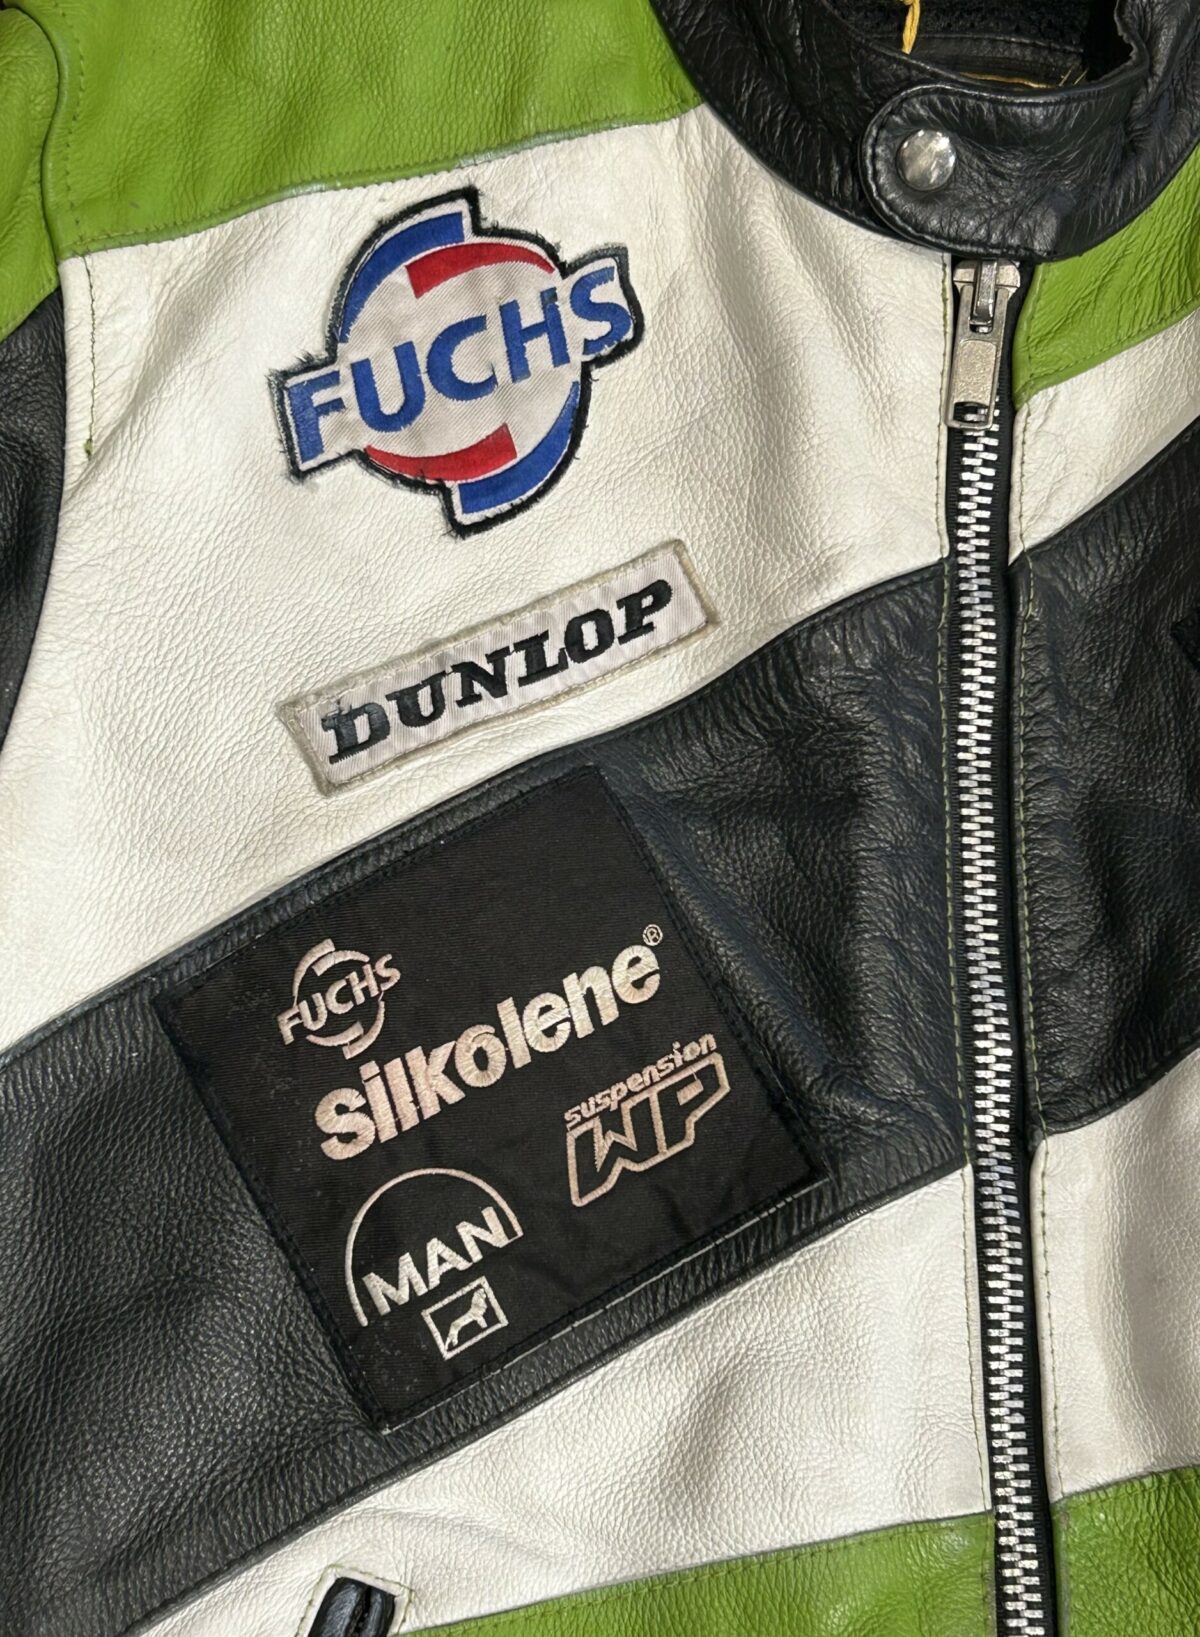 FUCHS
DUNLOP
FUCHS
silkolene®
suspension
WP
MAN